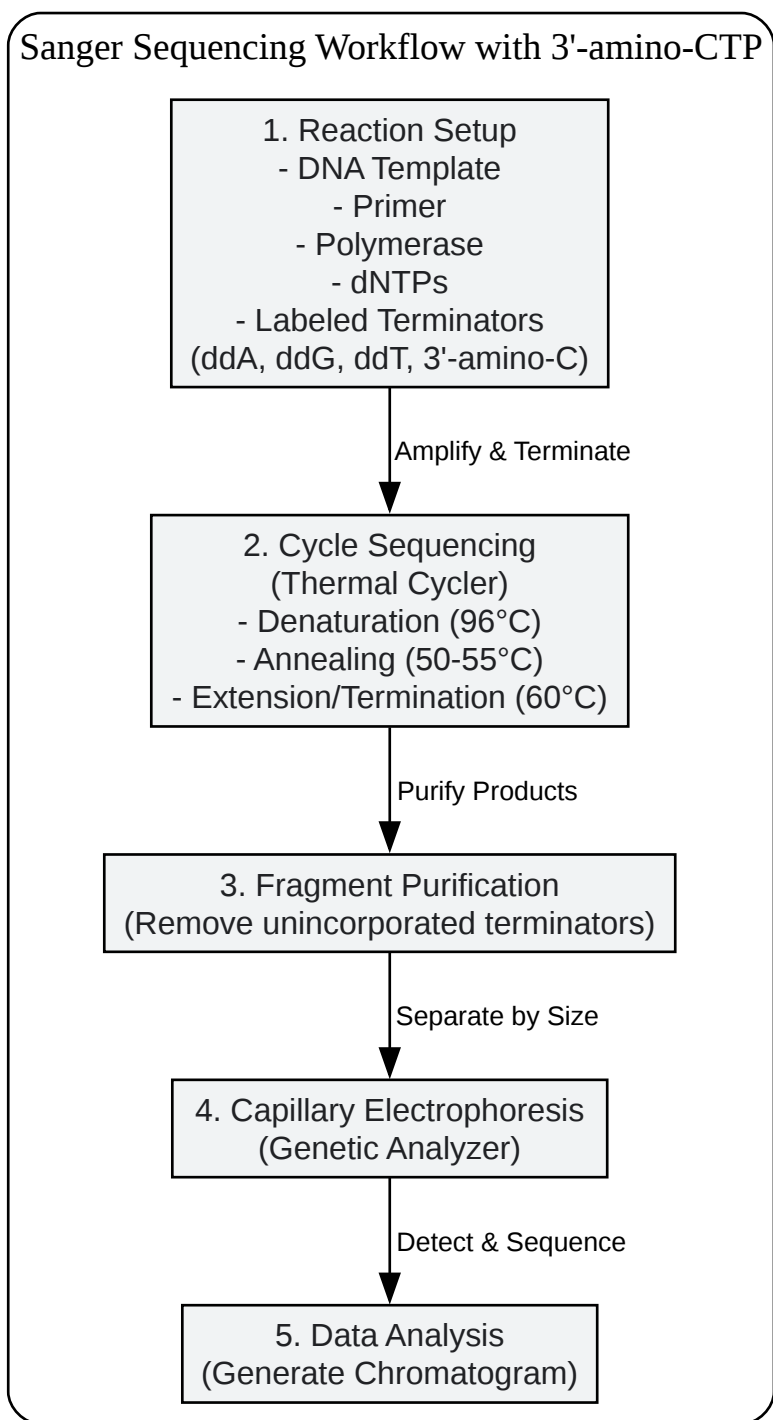 Sanger Sequencing Workflow with 3'-amino-CTP
1. Reaction Setup
- DNA Template
- Primer
- Polymerase
- dNTPs
- Labeled Terminators
(ddA, ddG, ddT, 3'-amino-C)
Amplify & Terminate
2. Cycle Sequencing
(Thermal Cycler)
- Denaturation (96°C)
- Annealing (50-55°C)
- Extension/Termination (60°C)
Purify Products
3. Fragment Purification
(Remove unincorporated terminators)
Separate by Size
4. Capillary Electrophoresis
(Genetic Analyzer)
Detect & Sequence
5. Data Analysis
(Generate Chromatogram)